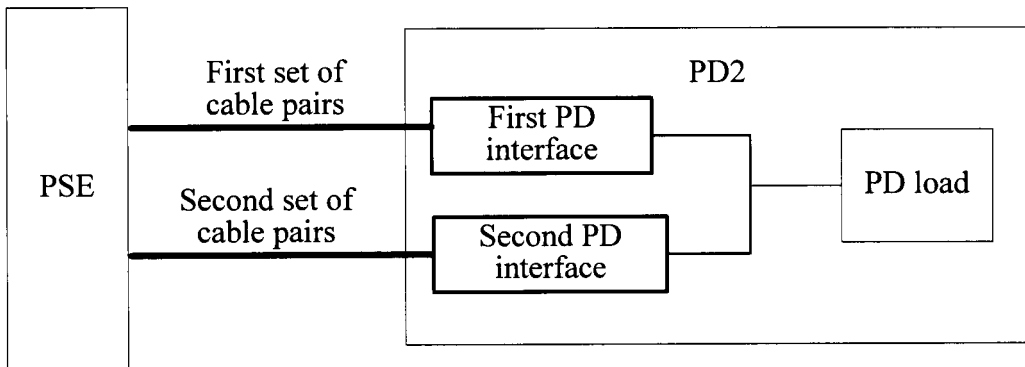 PSE
First set of
cable pairs
Second set of
cable pairs
PD2
First PD
interface
Second PD
interface
PD load